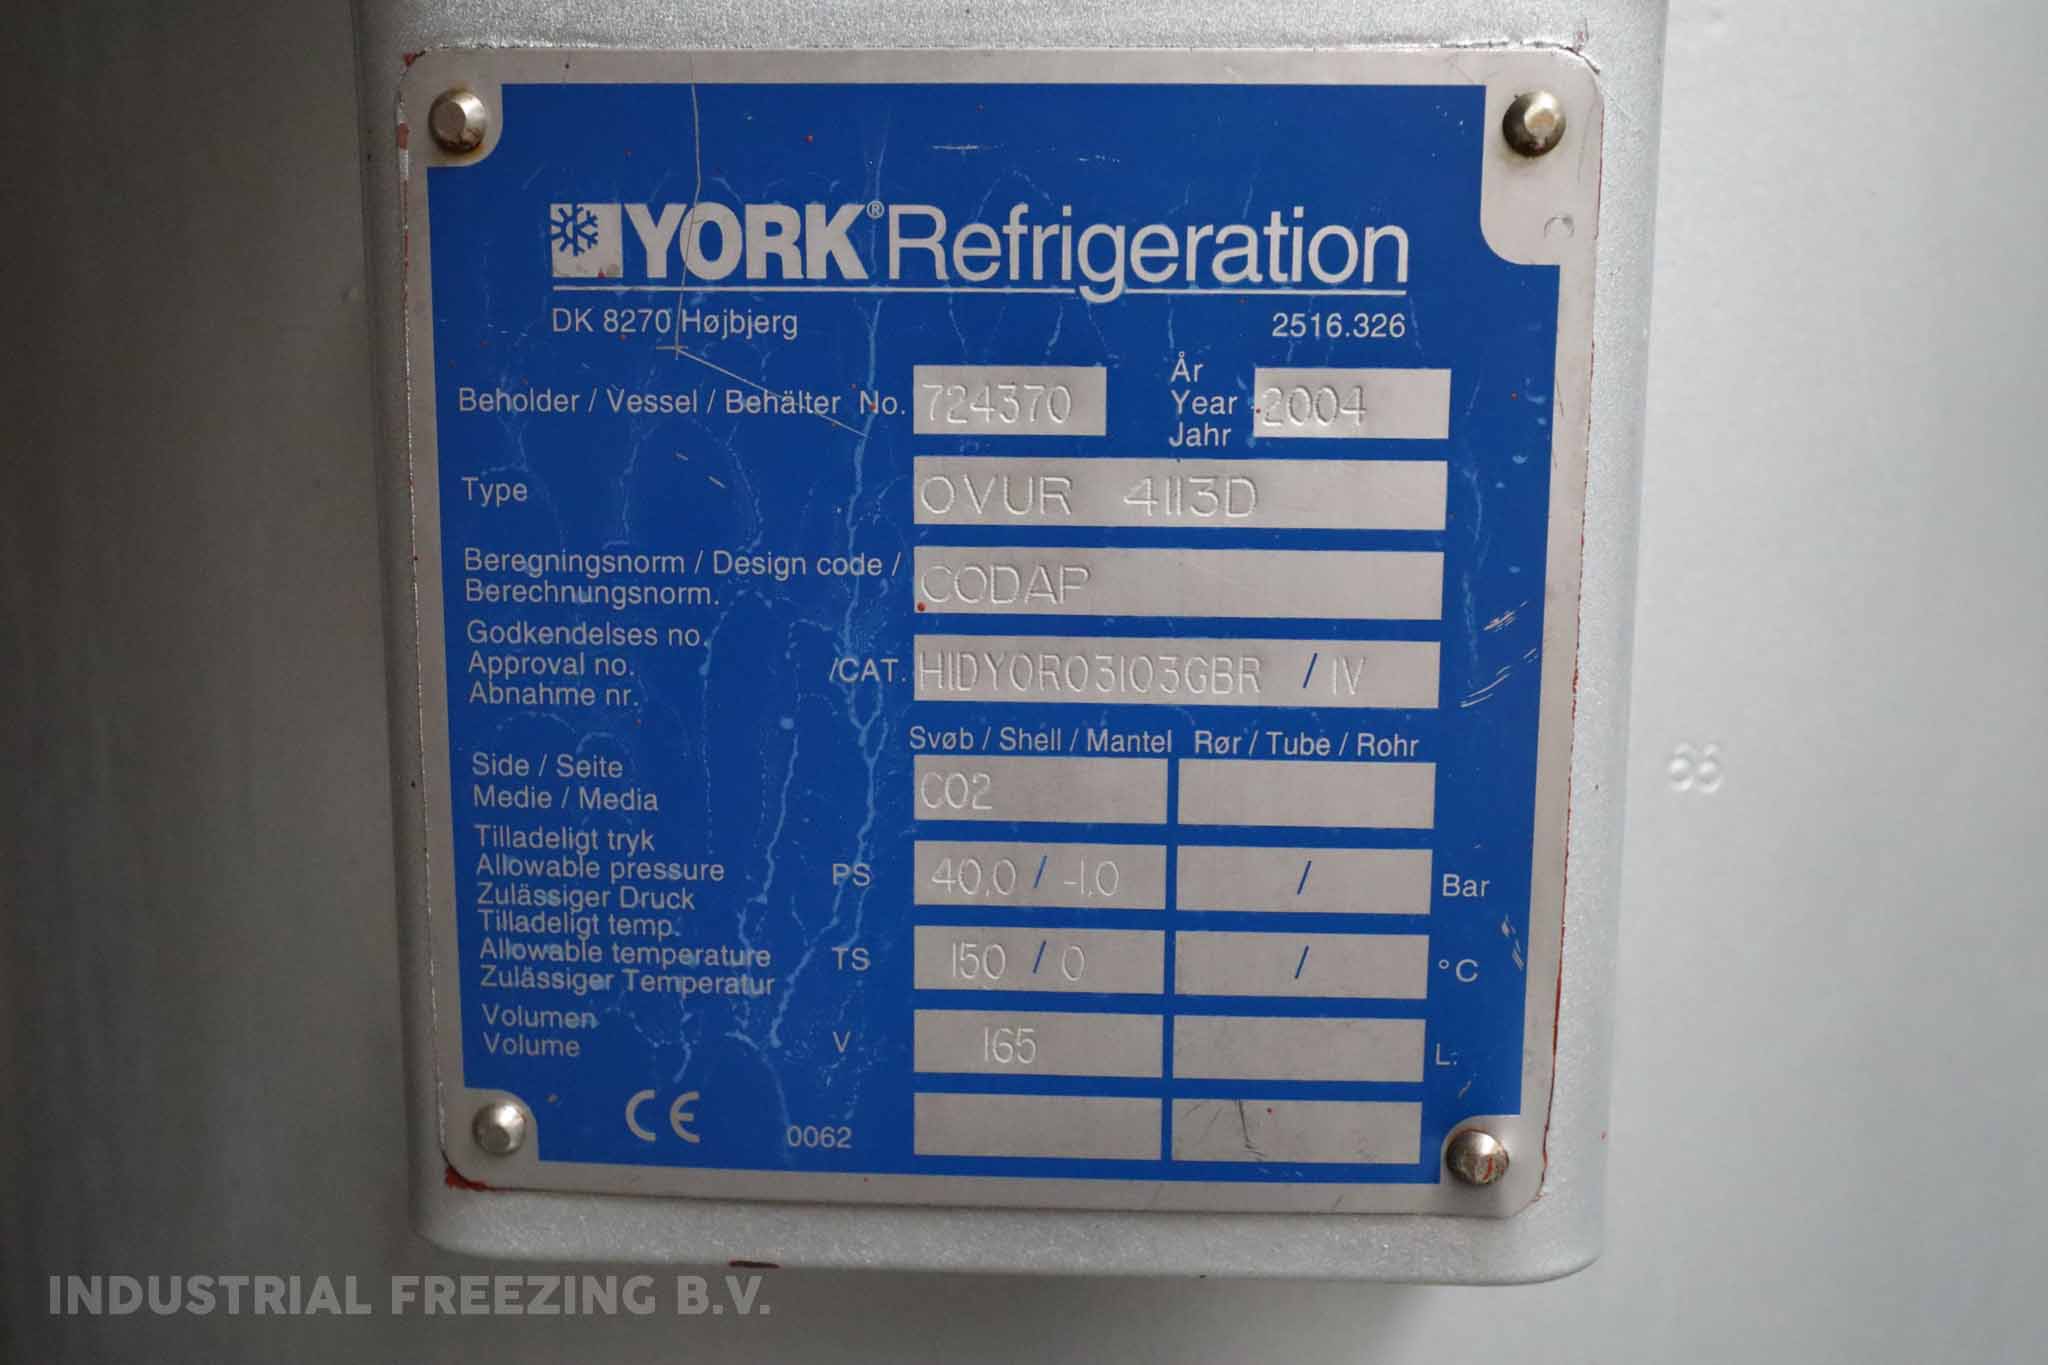 YORK® Refrigeration
DK 8270 Højbjerg 2516.326
Beholder / Vessel / Behälter No. 724370 År Year Jahr 2004
Type OVUR 4113D
Beregningsnorm / Design code / CODAP
Berechnungsnorm.
Godkendelses no.
Approval no. /CAT. H1DYOR03103GBR / IV
Abnahme nr.
Svøb / Shell / Mantel Rør / Tube / Rohr
Side / Seite
Medie / Media CO2
Tilladeligt tryk
Allowable pressure PS 40,0 / -1,0 / Bar
Zulässiger Druck
Tilladeligt temp.
Allowable temperature TS 150 / 0 / °C
Zulässiger Temperatur
Volumen
Volume V 165 L.
CE 0062
88
INDUSTRIAL FREEZING B.V.